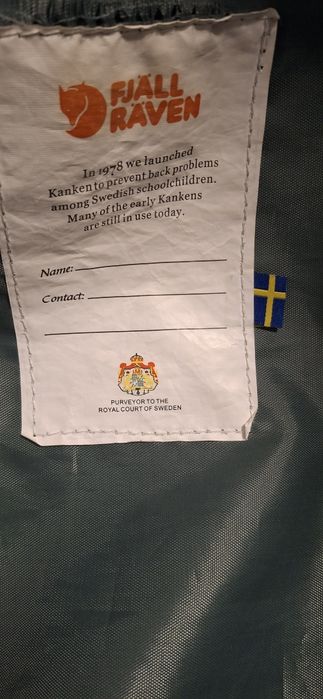 FJÄLL
RÄVEN
In 1978 we launched
Kanken to prevent back problems
among Swedish schoolchildren.
Many of the early Kankens
are still in use today.
Name:
Contact:
PURVEYOR TO THE
ROYAL COURT OF SWEDEN